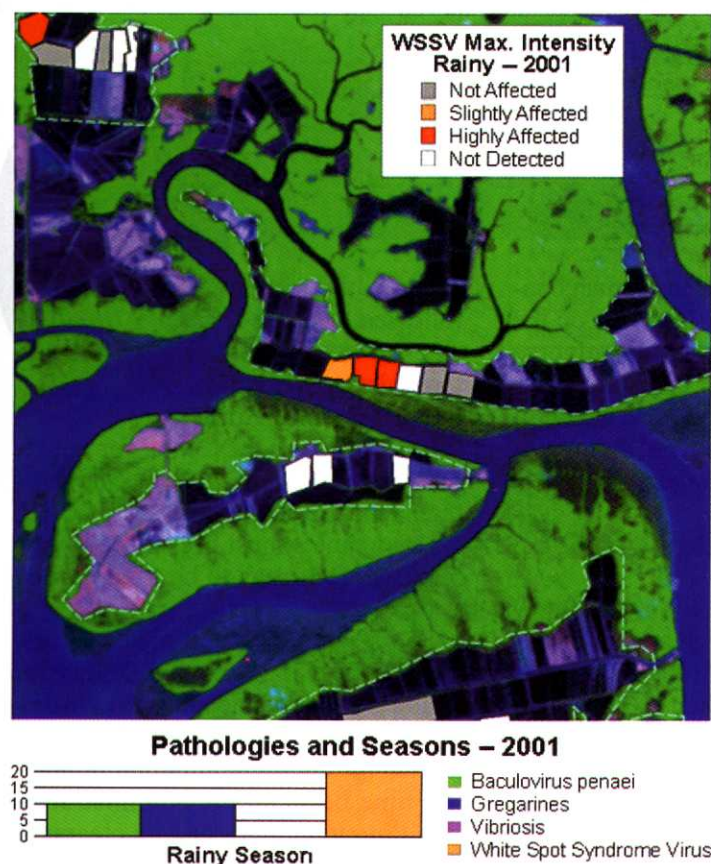 WSSV Max. Intensity
Rainy – 2001
Not Affected
Slightly Affected
Highly Affected
Not Detected
Pathologies and Seasons – 2001
20
15
10
5
0
Rainy Season
Baculovirus penaei
Gregarines
Vibriosis
White Spot Syndrome Virus